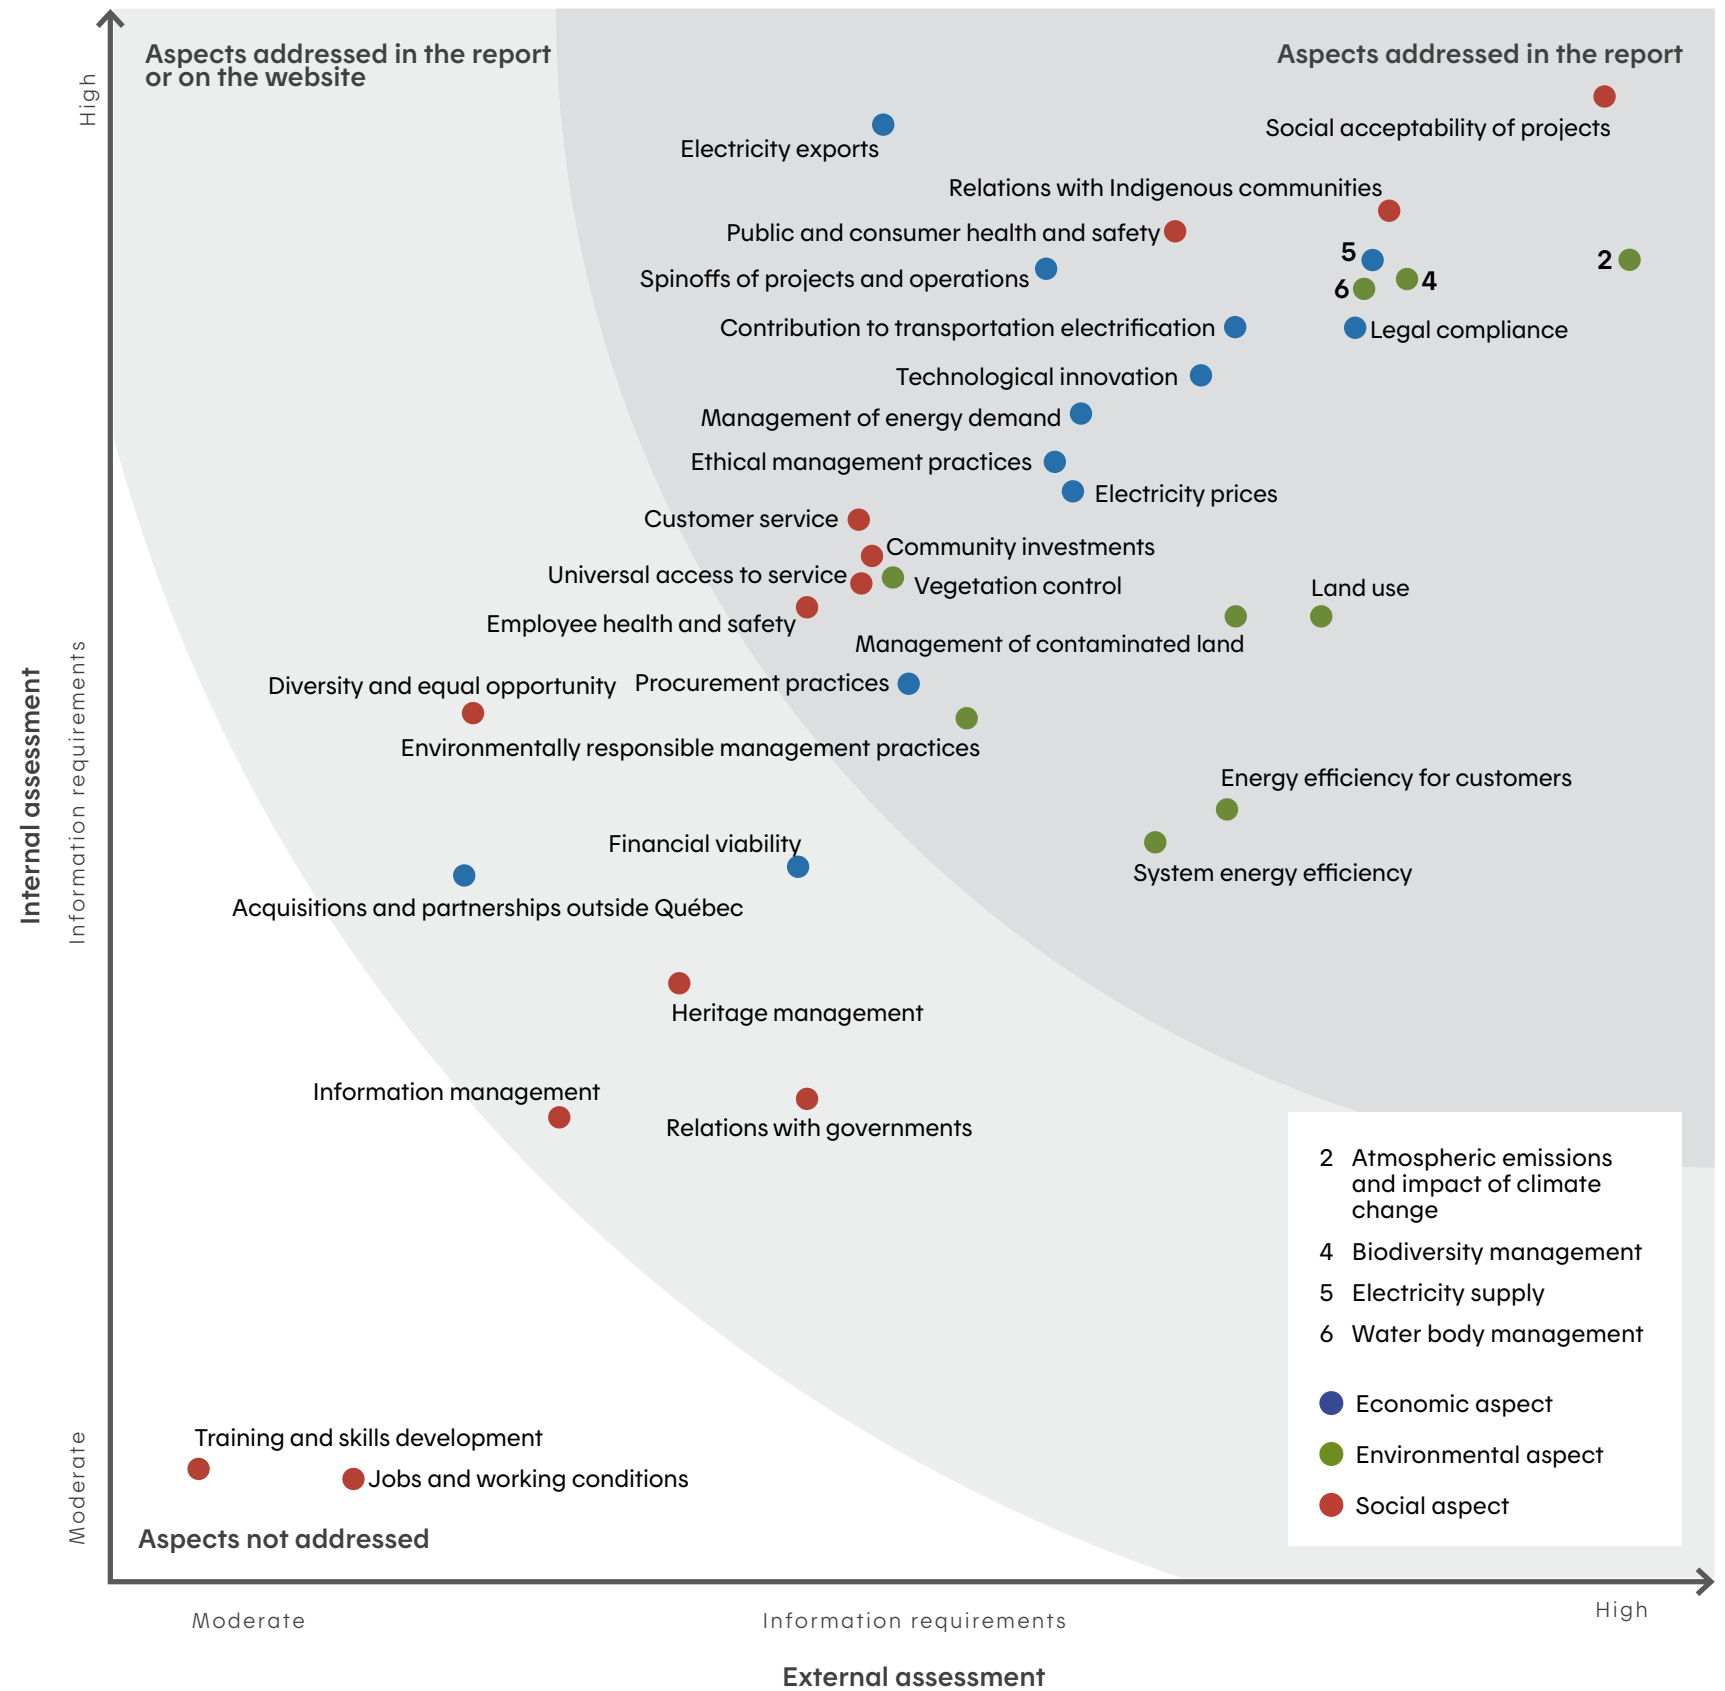 Aspects addressed in the report
or on the website
Aspects addressed in the report
High
Social acceptability of projects
Electricity exports
Relations with Indigenous communities
Public and consumer health and safety
5
2
Spinoffs of projects and operations
4
6
Contribution to transportation electrification
Legal compliance
Technological innovation
Management of energy demand
Ethical management practices
Electricity prices
Customer service
Community investments
Universal access to service
Vegetation control
Land use
Employee health and safety
Management of contaminated land
Diversity and equal opportunity
Procurement practices
Environmentally responsible management practices
Internal assessment
Information requirements
Energy efficiency for customers
Financial viability
System energy efficiency
Acquisitions and partnerships outside Québec
Heritage management
Information management
Relations with governments
2 Atmospheric emissions
and impact of climate
change
4 Biodiversity management
5 Electricity supply
6 Water body management
Economic aspect
Environmental aspect
Social aspect
Training and skills development
Jobs and working conditions
Moderate
Aspects not addressed
Moderate
Information requirements
High
External assessment